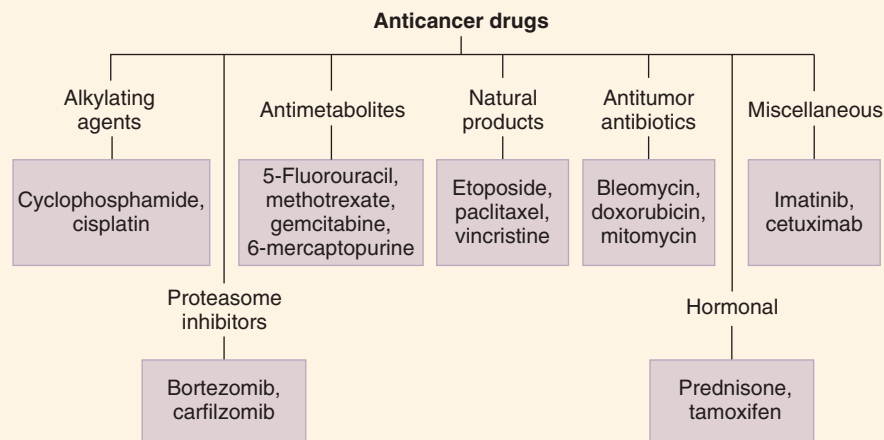 Anticancer drugs
Alkylating
agents
Cyclophosphamide,
cisplatin
Proteasome
inhibitors
Bortezomib,
carfilzomib
Antimetabolites
5-Fluorouracil,
methotrexate,
gemcitabine,
6-mercaptopurine
Natural
products
Etoposide,
paclitaxel,
vincristine
Antitumor
antibiotics
Bleomycin,
doxorubicin,
mitomycin
Hormonal
Prednisone,
tamoxifen
Miscellaneous
Imatinib,
cetuximab